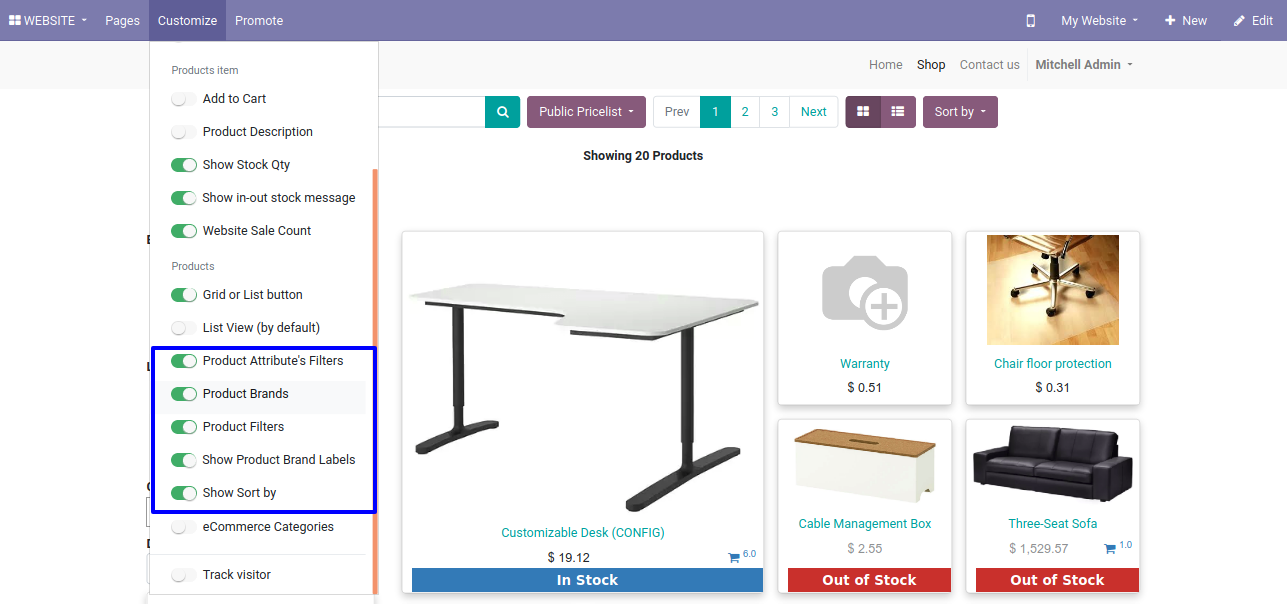 WEBSITE Pages Customize Promote My Website New Edit
Home Shop Contact us Mitchell Admin
Products item
Add to Cart
Product Description
Show Stock Qty
Show in-out stock message
Website Sale Count
Products
Grid or List button
List View (by default)
Product Attribute's Filters
Product Brands
Product Filters
Show Product Brand Labels
Show Sort by
eCommerce Categories
Track visitor
Public Pricelist Prev 1 2 3 Next Sort by
Showing 20 Products
Customizable Desk (CONFIG)
$ 19.12 6.0
In Stock
Warranty
$ 0.51
Chair floor protection
$ 0.31
Cable Management Box
$ 2.55
Out of Stock
Three-Seat Sofa
$ 1,529.57 1.0
Out of Stock